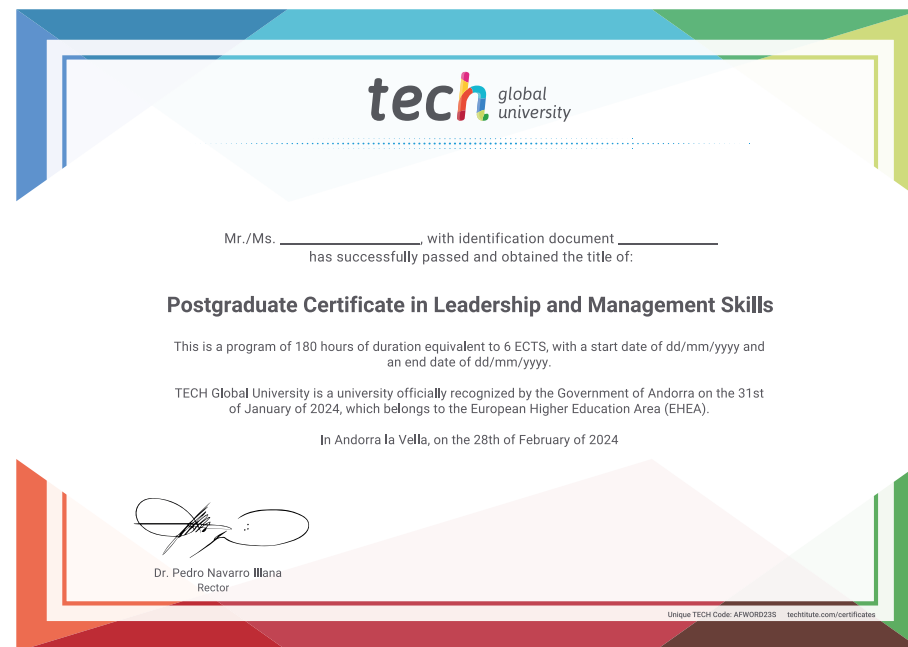 tech global university
Mr./Ms. ____________, with identification document ____________
has successfully passed and obtained the title of:
Postgraduate Certificate in Leadership and Management Skills
This is a program of 180 hours of duration equivalent to 6 ECTS, with a start date of dd/mm/yyyy and
an end date of dd/mm/yyyy.
TECH Global University is a university officially recognized by the Government of Andorra on the 31st
of January of 2024, which belongs to the European Higher Education Area (EHEA).
In Andorra la Vella, on the 28th of February of 2024
Dr. Pedro Navarro Illana
Rector
Unique TECH Code: AFWORD23S techtitute.com/certificates